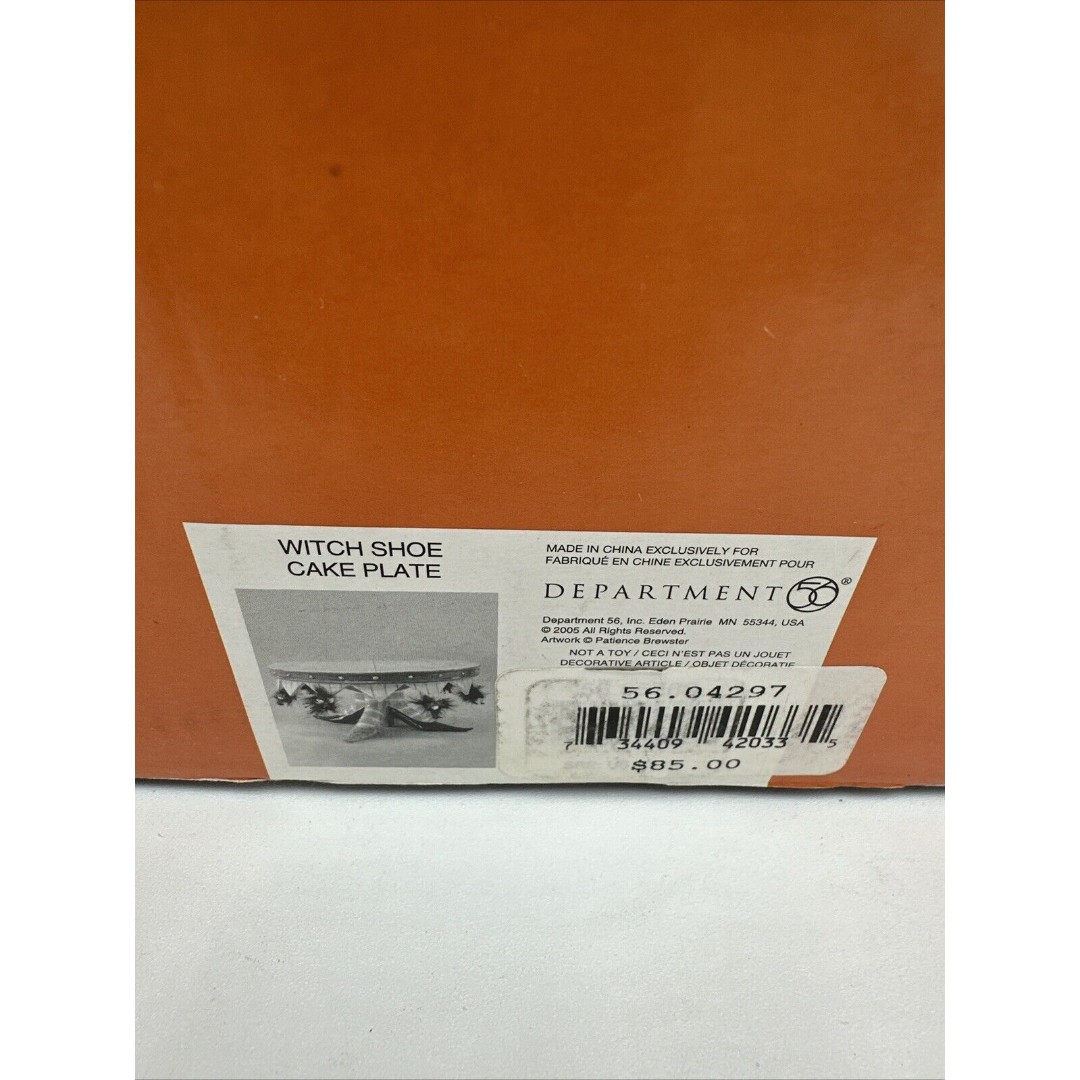 WITCH SHOE
CAKE PLATE
MADE IN CHINA EXCLUSIVELY FOR
FABRIQUÉ EN CHINE EXCLUSIVEMENT POUR
DEPARTMENT 56®
Department 56, Inc. Eden Prairie MN 55344, USA
© 2005 All Rights Reserved.
Artwork © Patience Brewster
NOT A TOY / CECI N'EST PAS UN JOUET
DECORATIVE ARTICLE / OBJET DÉCORATIF
56.04297
7 34409 42033 5
$85.00